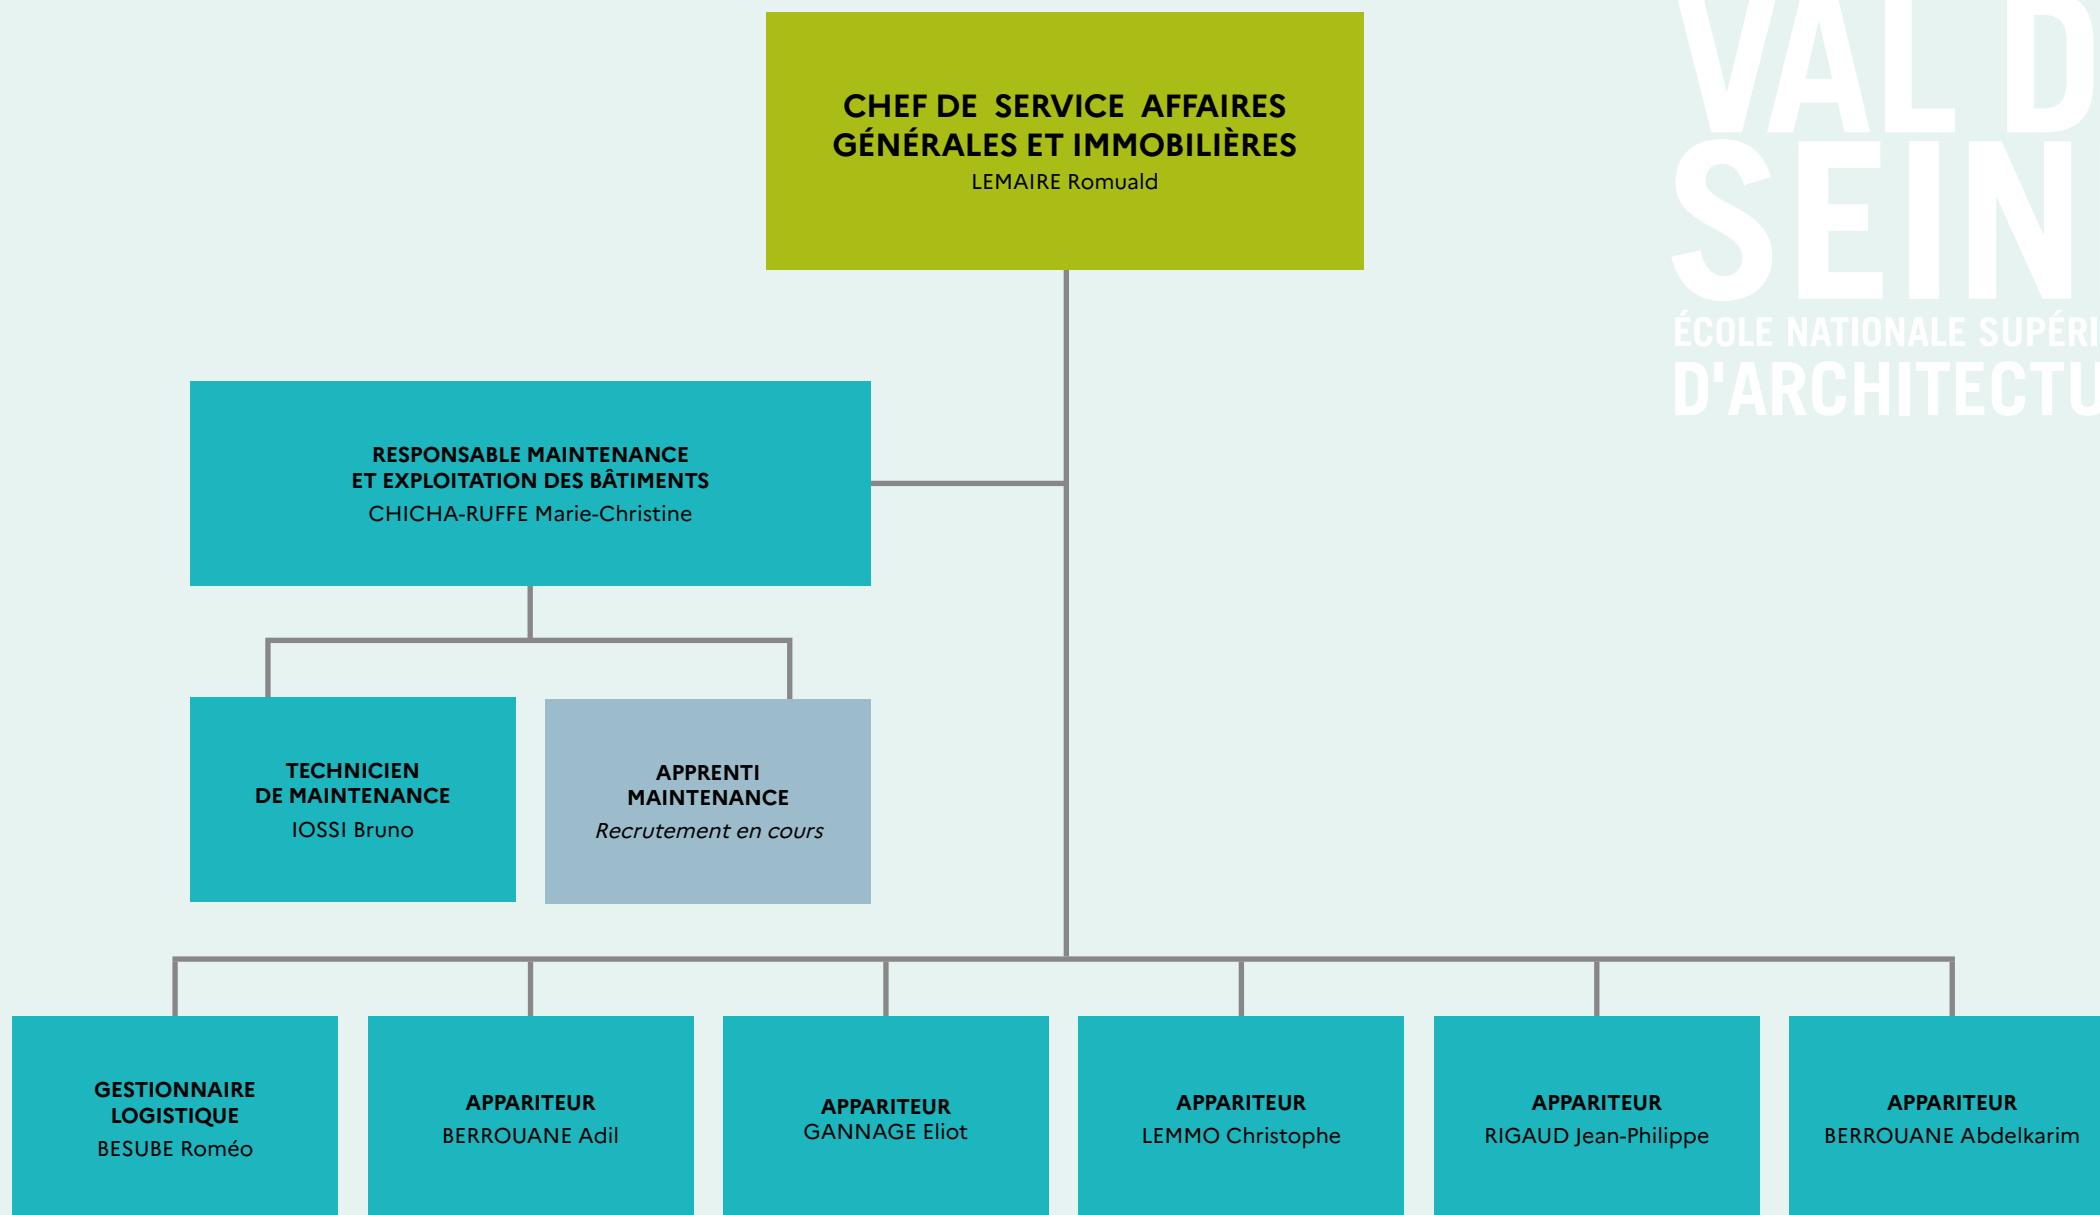 VAL D
SEIN
ÉCOLE NATIONALE SUPÉRI
D'ARCHITECTU
CHEF DE SERVICE AFFAIRES
GÉNÉRALES ET IMMOBILIÈRES
LEMAIRE Romuald
RESPONSABLE MAINTENANCE
ET EXPLOITATION DES BÂTIMENTS
CHICHA-RUFFE Marie-Christine
TECHNICIEN
DE MAINTENANCE
IOSSI Bruno
APPRENTI
MAINTENANCE
Recrutement en cours
GESTIONNAIRE
LOGISTIQUE
BESUBE Roméo
APPARITEUR
BERROUANE Adil
APPARITEUR
GANNAGE Eliot
APPARITEUR
LEMMO Christophe
APPARITEUR
RIGAUD Jean-Philippe
APPARITEUR
BERROUANE Abdelkarim